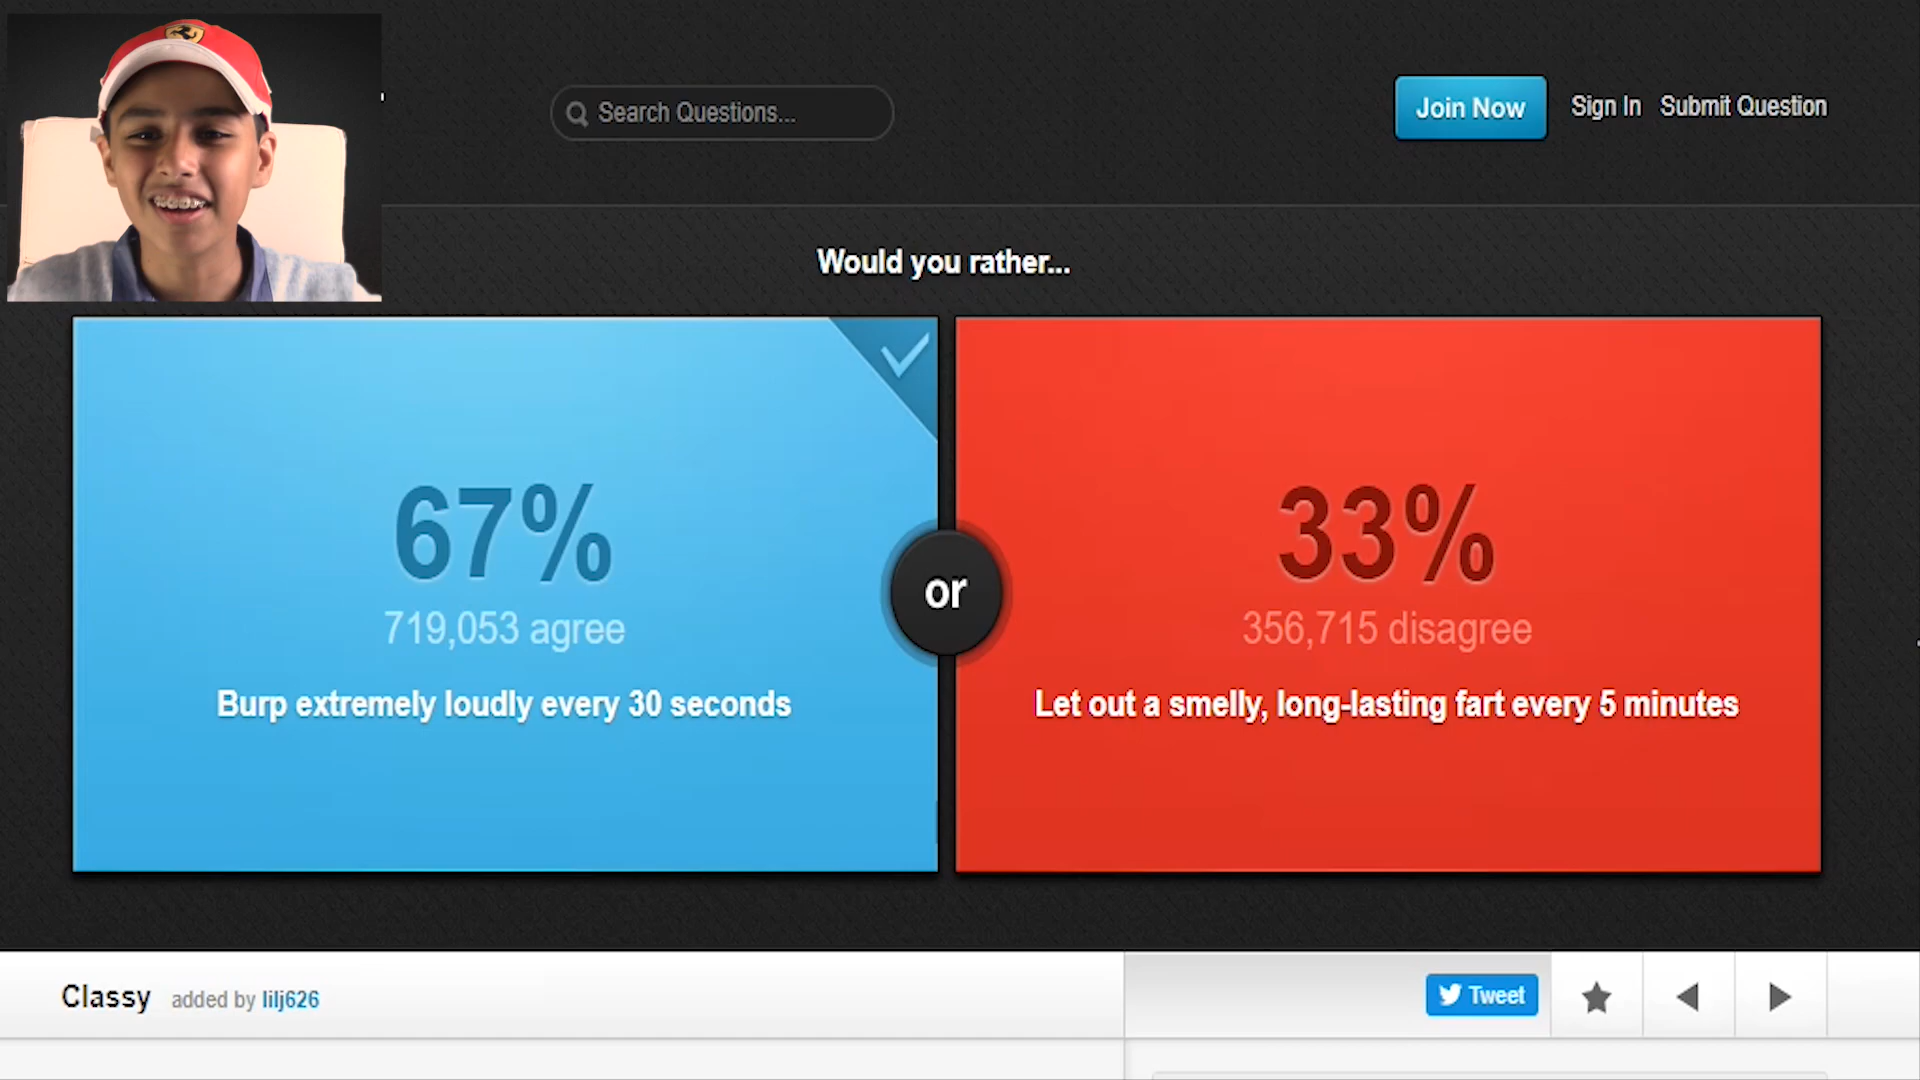 Search Questions...
Join Now
Sign In
Submit Question
Would you rather...
67%
719,053 agree
Burp extremely loudly every 30 seconds
or
33%
356,715 disagree
Let out a smelly, long-lasting fart every 5 minutes
Classy added by lilj626
Tweet